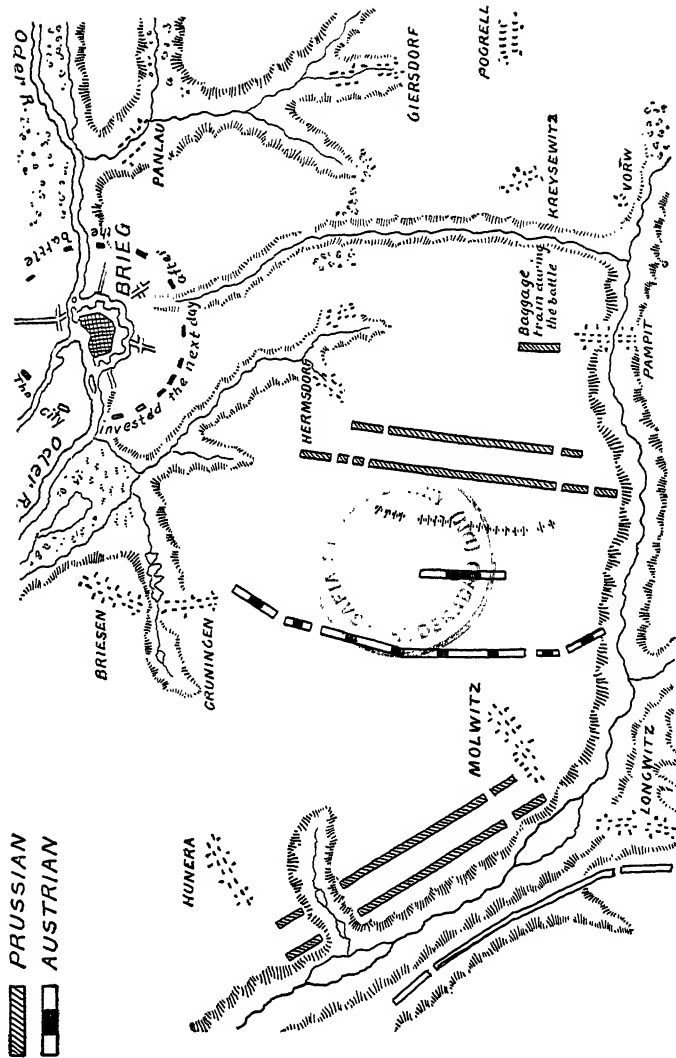 PRUSSIAN
AUSTRIAN
HUNERA
BRIESEN
GRUNINGEN
MOLWITZ
LONGWITZ
HERMSDORF
BRIEG
Oder R.
the
city
Oder R.
invested the next day
after
the
battle
PANLAU
GIERSDORF
POGRELL
KREYSEWITZ
VORW
PAMPIT
Baggage
train during
the battle